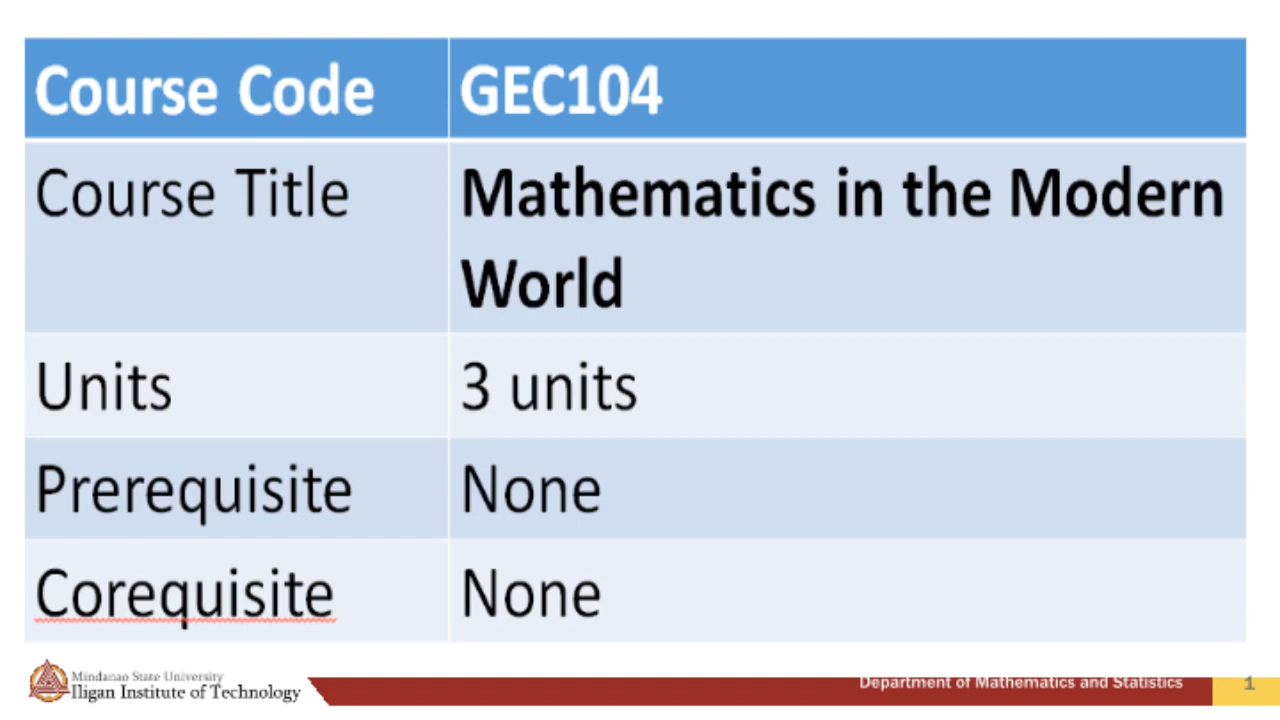 Course Code GEC104
Course Title Mathematics in the Modern
World
Units 3 units
Prerequisite None
Corequisite None
Mindanao State University
Iligan Institute of Technology
Department of Mathematics and Statistics
1